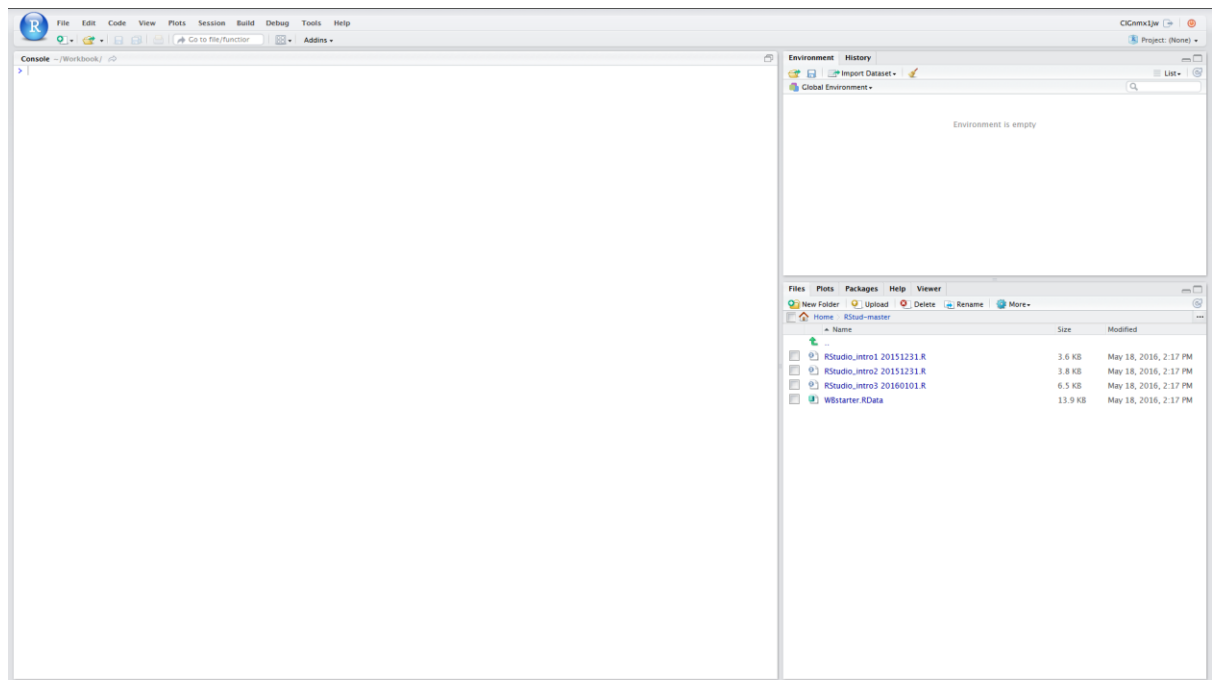 R File Edit Code View Plots Session Build Debug Tools Help
Go to file/function Addins
Console ~/Workbook/
>
Project: (None)
Environment History
Import Dataset List
Global Environment
Environment is empty
Files Plots Packages Help Viewer
New Folder Upload Delete Rename More
Home RStud-master
Name Size Modified
..
RStudio_intro1 20151231.R 3.6 KB May 18, 2016, 2:17 PM
RStudio_intro2 20151231.R 3.8 KB May 18, 2016, 2:17 PM
RStudio_intro3 20160101.R 6.5 KB May 18, 2016, 2:17 PM
WBstarter.RData 13.9 KB May 18, 2016, 2:17 PM